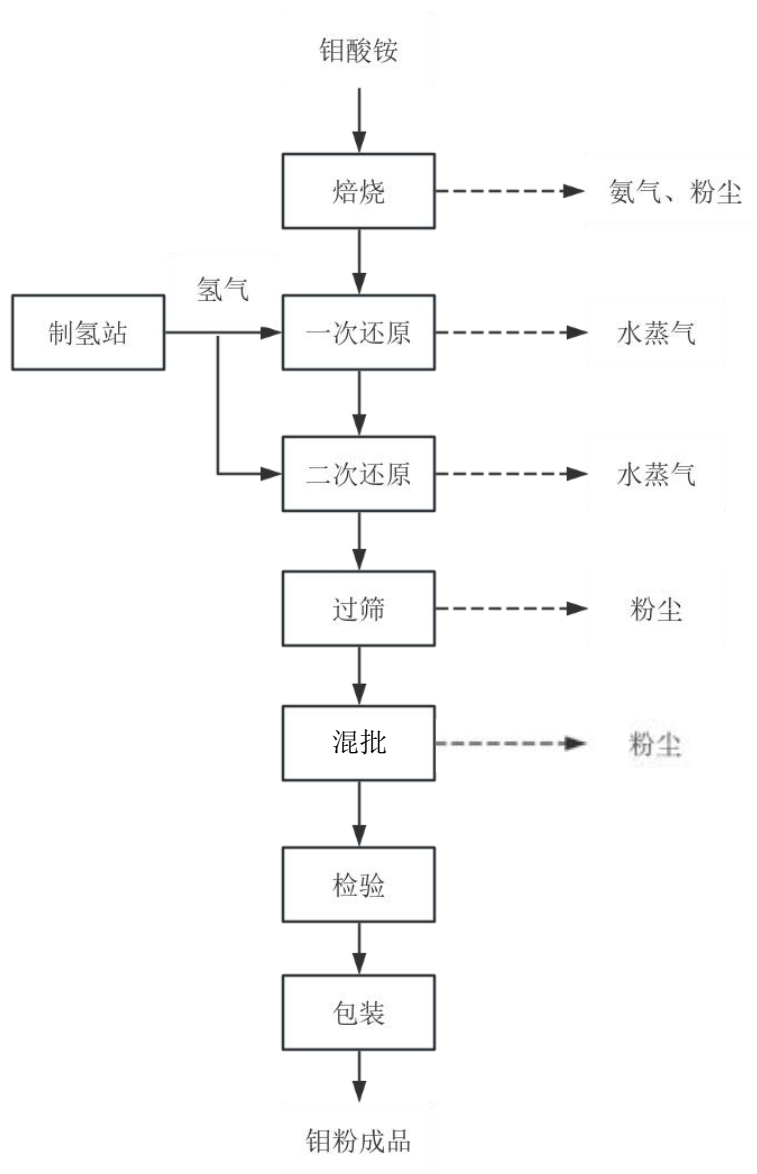 钼酸铵
焙烧
氨气、粉尘
氢气
制氢站
一次还原
水蒸气
二次还原
水蒸气
过筛
粉尘
混批
粉尘
检验
包装
钼粉成品